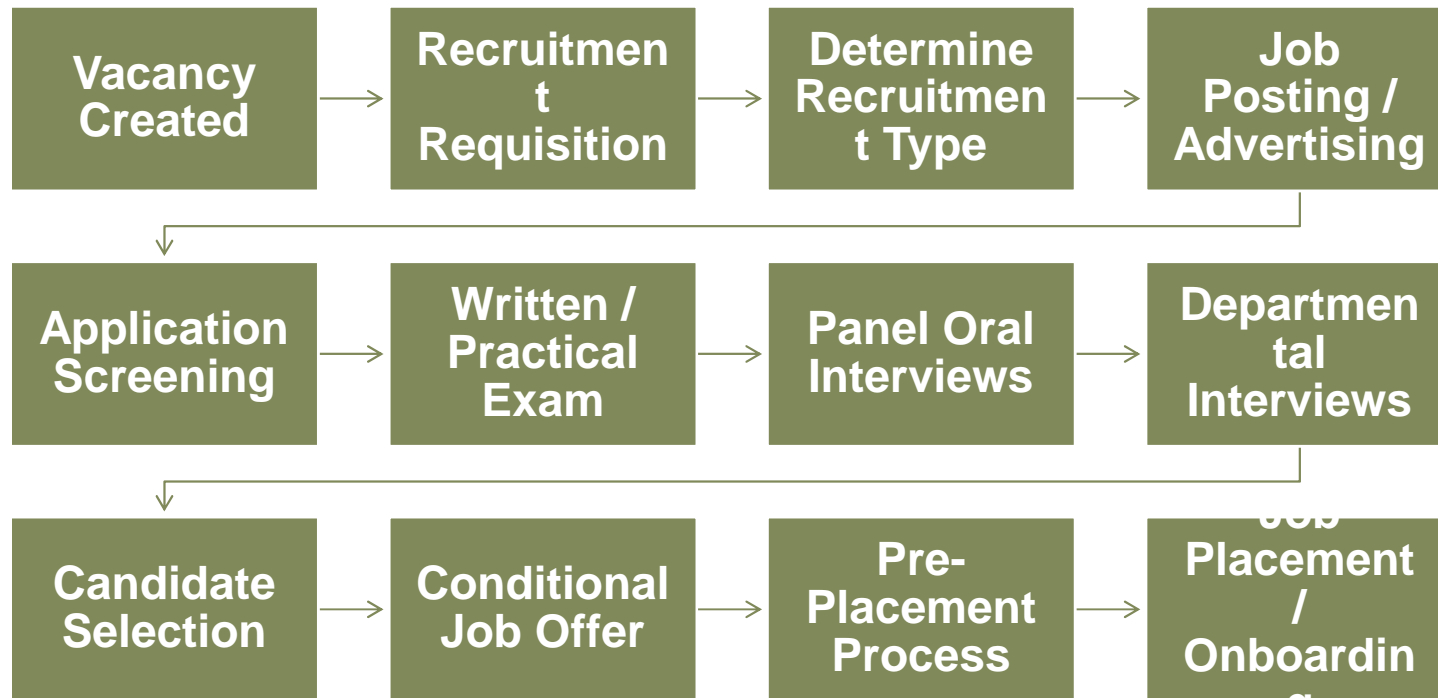 Vacancy
Created
Recruitmen
t
Requisition
Determine
Recruitmen
t Type
Job
Posting /
Advertising
Application
Screening
Written /
Practical
Exam
Panel Oral
Interviews
Departmen
tal
Interviews
Candidate
Selection
Conditional
Job Offer
Pre-
Placement
Process
Job
Placement
/
Onboardin
g